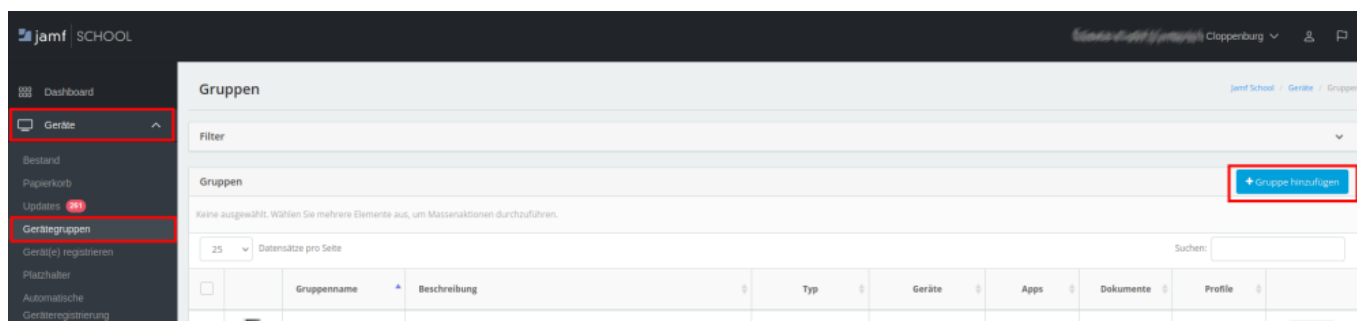 jamf SCHOOL
Cloppenburg
Dashboard
Geräte
Bestand
Papierkorb
Updates 261
Gerätegruppen
Gerät(e) registrieren
Platzhalter
Automatische
Geräteregistrierung
Gruppen
Jamf School / Geräte / Gruppen
Filter
Gruppen
+ Gruppe hinzufügen
Keine ausgewählt. Wählen Sie mehrere Elemente aus, um Massenaktionen durchzuführen.
25 Datensätze pro Seite
Suchen:
Gruppenname Beschreibung Typ Geräte Apps Dokumente Profile